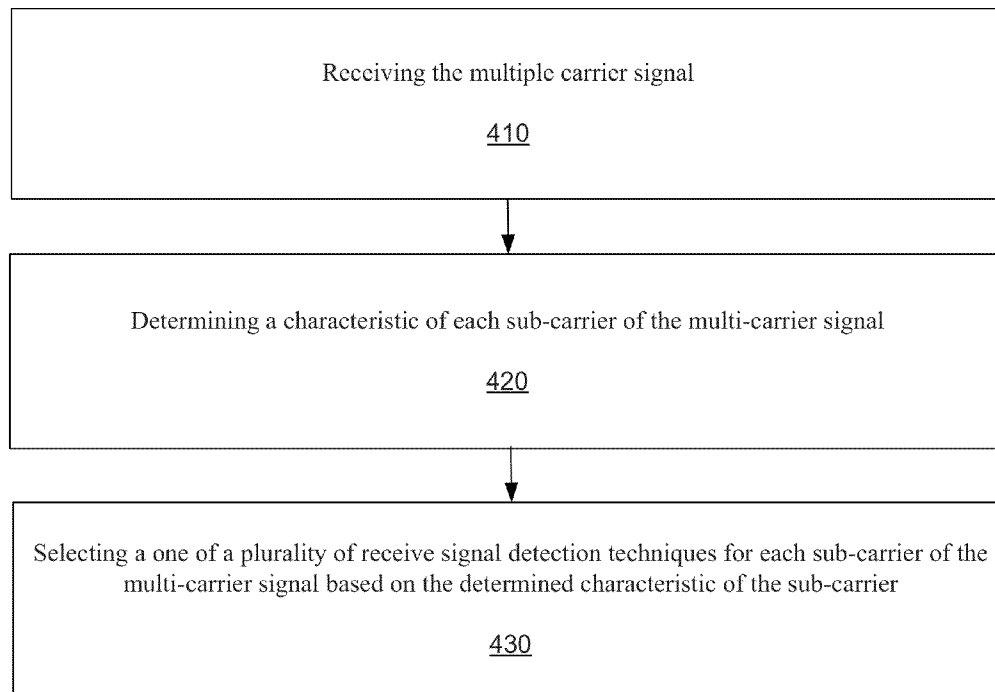 Receiving the multiple carrier signal
410
Determining a characteristic of each sub-carrier of the multi-carrier signal
420
Selecting a one of a plurality of receive signal detection techniques for each sub-carrier of the
multi-carrier signal based on the determined characteristic of the sub-carrier
430